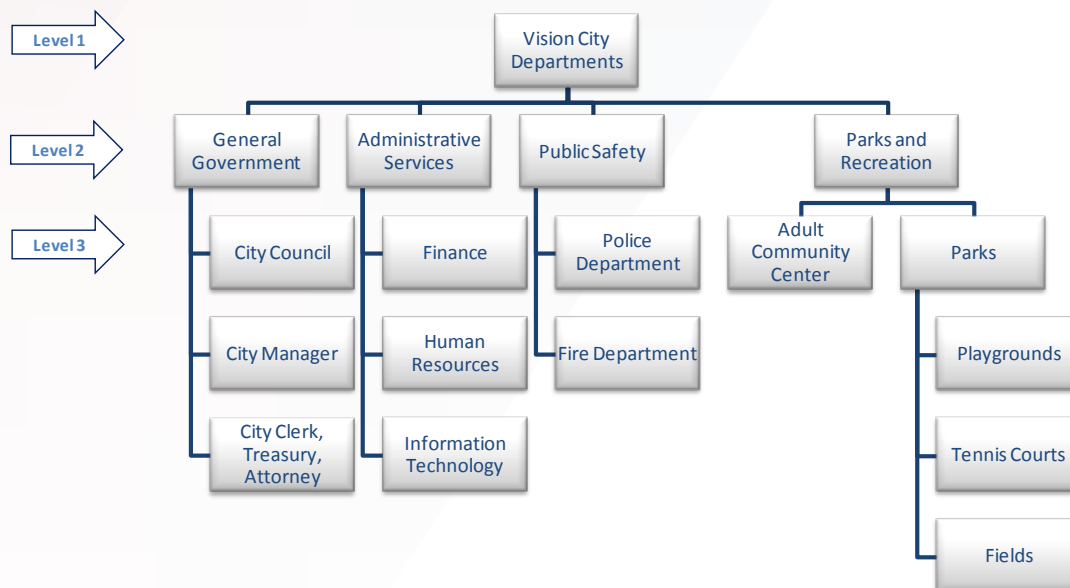 Level 1
Vision City
Departments
Level 2
General
Government
Administrative
Services
Public Safety
Parks and
Recreation
Level 3
City Council
Finance
Police
Department
Adult
Community
Center
Parks
City Manager
Human
Resources
Fire Department
Playgrounds
City Clerk,
Treasury,
Attorney
Information
Technology
Tennis Courts
Fields